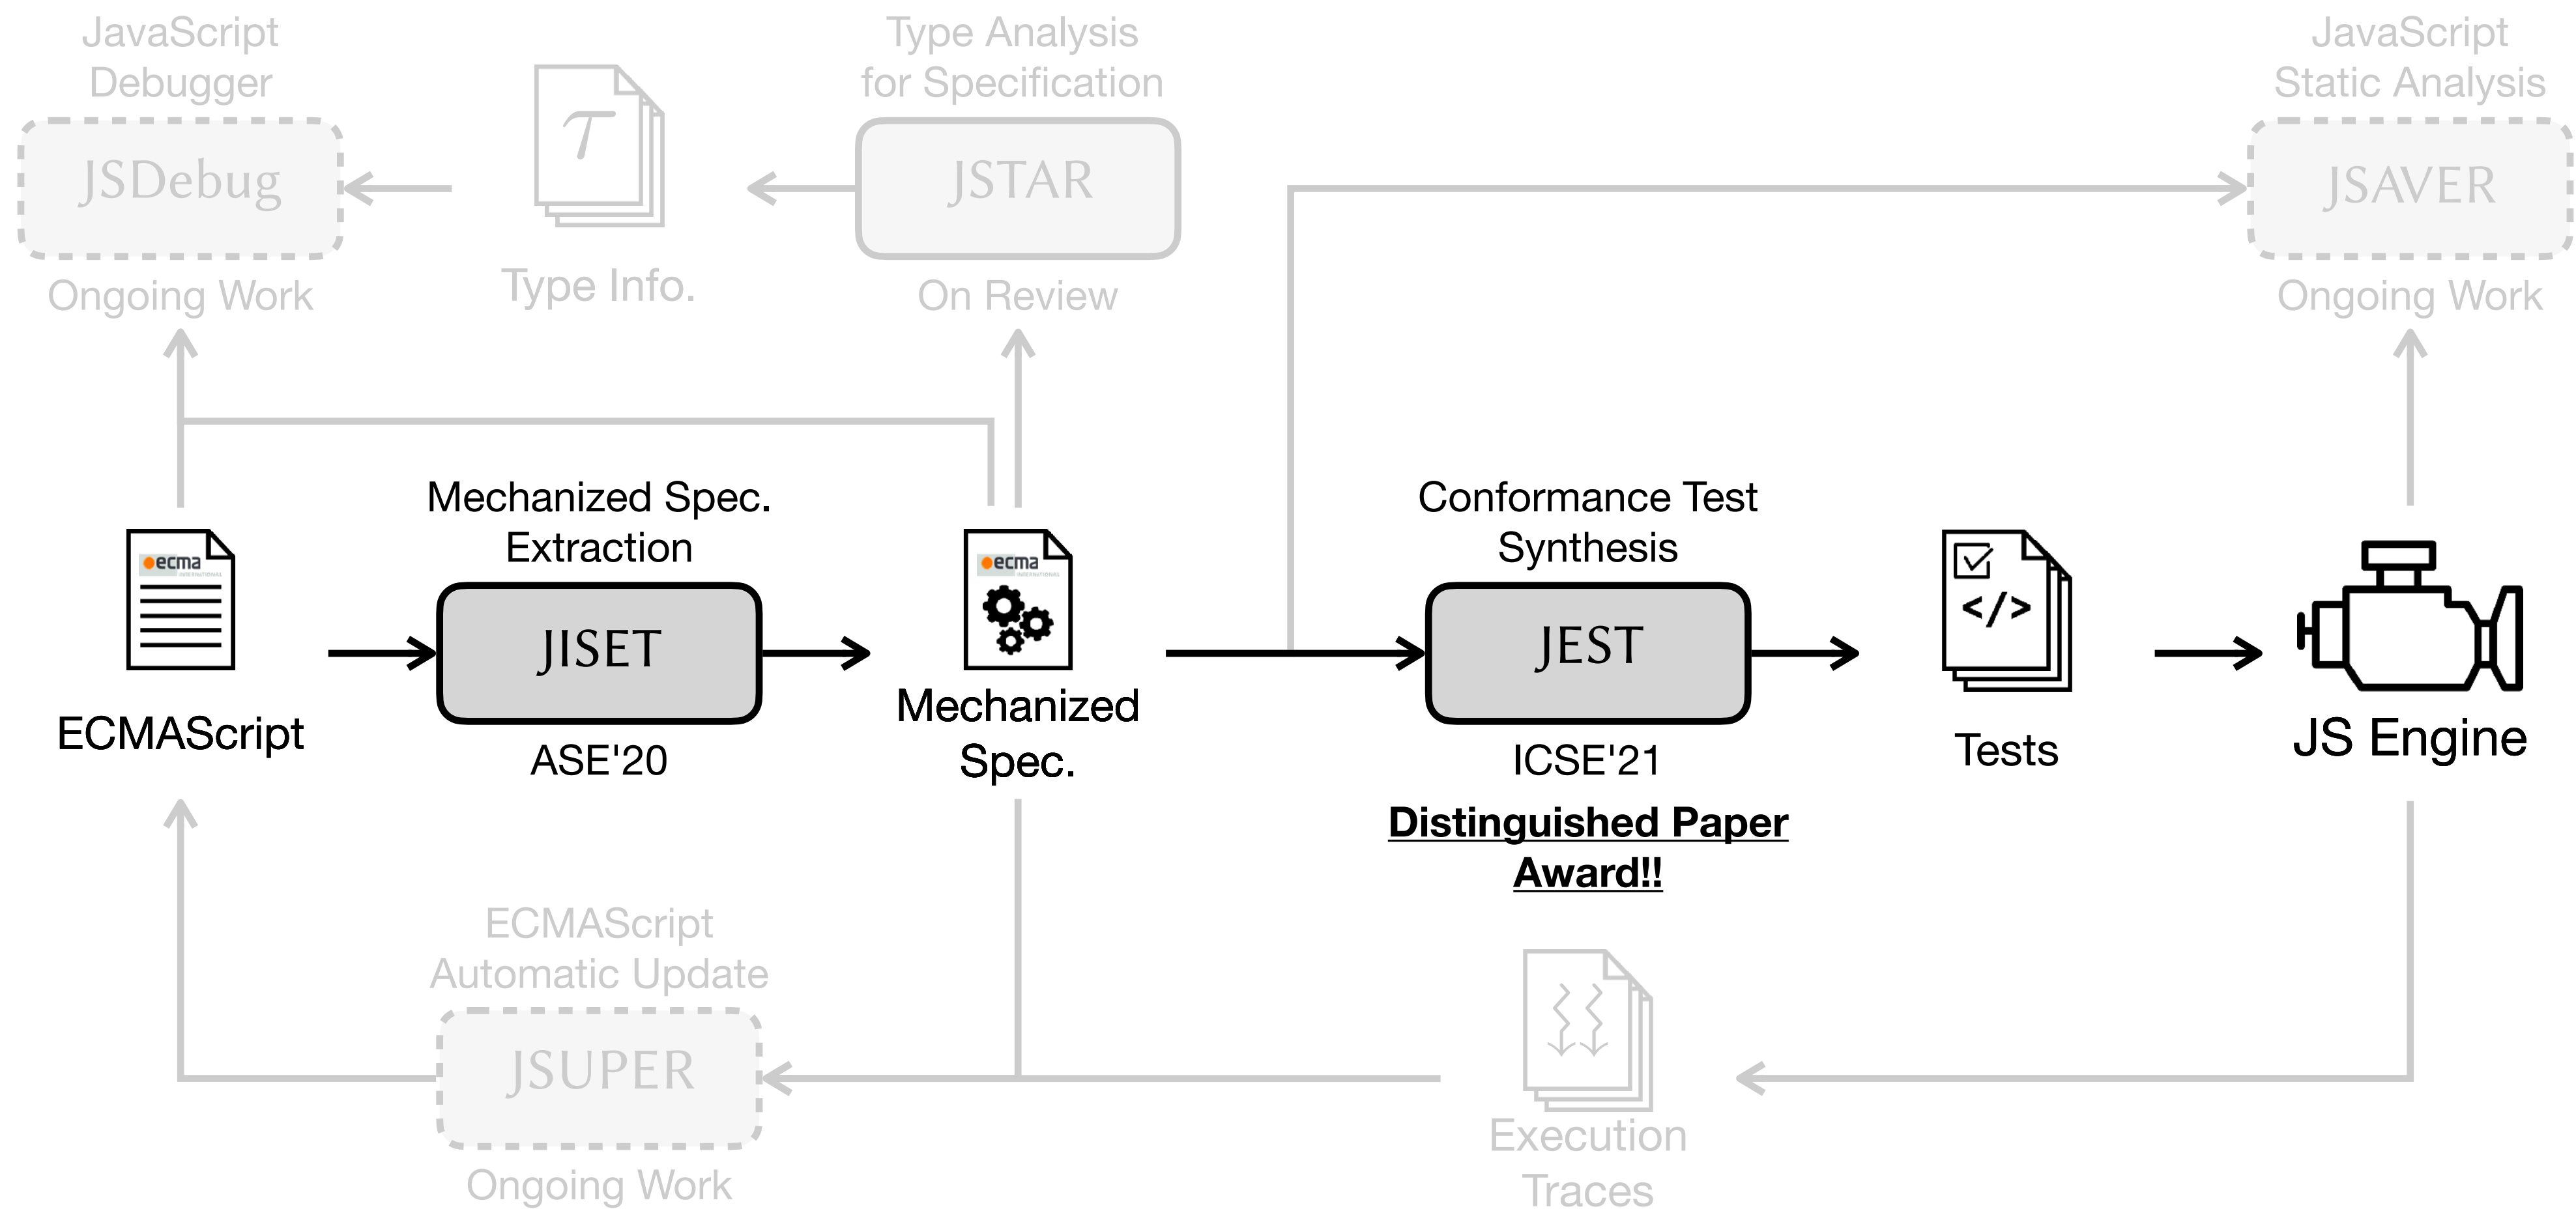 JavaScript
Debugger
JSDebug
Ongoing Work
τ
Type Info.
Type Analysis
for Specification
JSTAR
On Review
JavaScript
Static Analysis
JSAVER
Ongoing Work
ecma
INTERNATIONAL
ECMAScript
Mechanized Spec.
Extraction
JISET
ASE'20
ecma
INTERNATIONAL
Mechanized
Spec.
Conformance Test
Synthesis
JEST
ICSE'21
Distinguished Paper
Award!!
</>
Tests
JS Engine
ECMAScript
Automatic Update
JSUPER
Ongoing Work
Execution
Traces